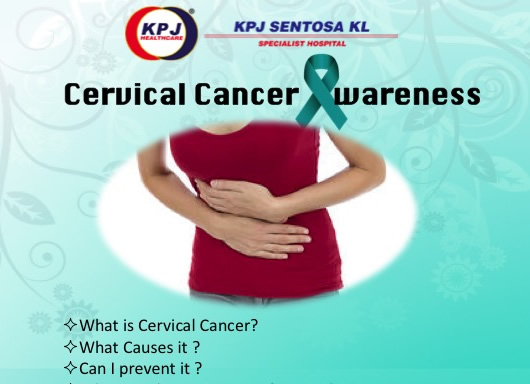 KPJ
HEALTHCARE
KPJ SENTOSA KL
SPECIALIST HOSPITAL
Cervical Cancer Awareness
What is Cervical Cancer?
What Causes it ?
Can I prevent it ?